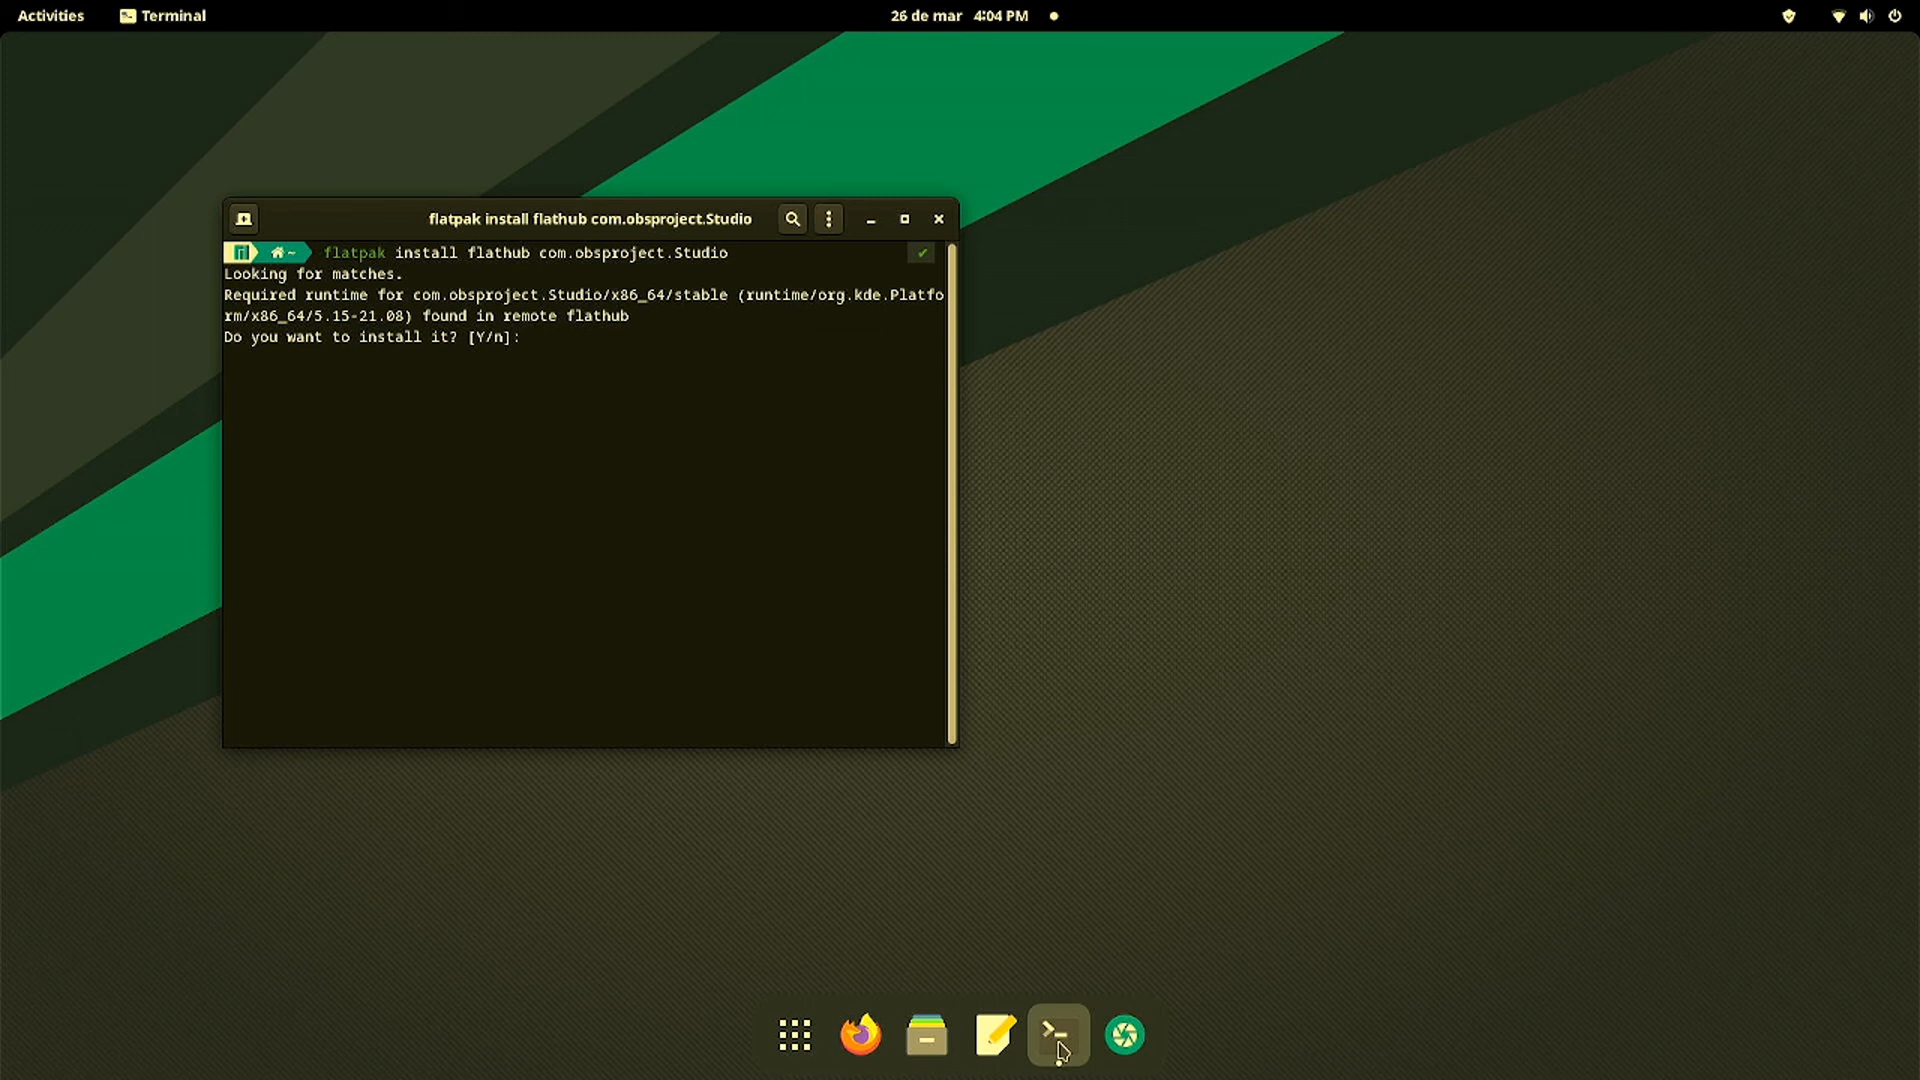 Activities Terminal 26 de mar 4:04 PM
flatpak install flathub com.obsproject.Studio
~ flatpak install flathub com.obsproject.Studio
Looking for matches.
Required runtime for com.obsproject.Studio/x86_64/stable (runtime/org.kde.Platfo
rm/x86_64/5.15-21.08) found in remote flathub
Do you want to install it? [Y/n]: